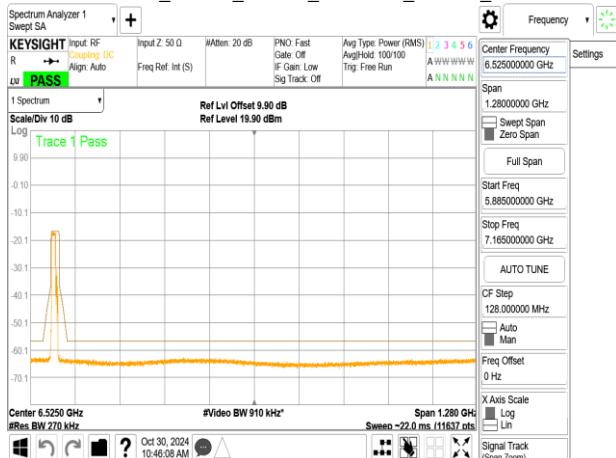 Spectrum Analyzer 1
Swept SA
+
Frequency
KEYSIGHT
R
LXI
PASS
Input: RF
Coupling: DC
Align: Auto
Input Z: 50 Ω
Freq Ref: Int (S)
#Atten: 20 dB
PNO: Fast
Gate: Off
IF Gain: Low
Sig Track: Off
Avg Type: Power (RMS)
Avg|Hold: 100/100
Trig: Free Run
1 2 3 4 5 6
A W W W W W
A N N N N N
Center Frequency
6.525000000 GHz
Settings
Span
1.28000000 GHz
Swept Span
Zero Span
Full Span
Start Freq
5.885000000 GHz
Stop Freq
7.165000000 GHz
AUTO TUNE
CF Step
128.000000 MHz
Auto
Man
Freq Offset
0 Hz
X Axis Scale
Log
Lin
Signal Track
(Span Zoom)
1 Spectrum
Scale/Div 10 dB
Ref Lvl Offset 9.90 dB
Ref Level 19.90 dBm
Log
Trace 1 Pass
9.90
-0.10
-10.1
-20.1
-30.1
-40.1
-50.1
-60.1
-70.1
Center 6.5250 GHz
#Video BW 910 kHz*
Span 1.280 GHz
#Res BW 270 kHz
Sweep ~22.0 ms (11637 pts
?
Oct 30, 2024
10:46:08 AM